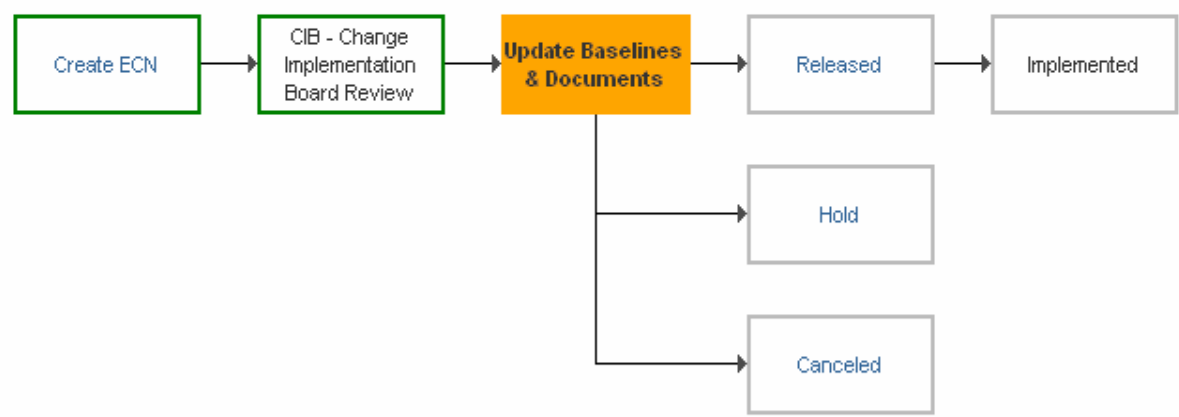 Create ECN
CIB - Change
Implementation
Board Review
Update Baselines
& Documents
Released
Implemented
Hold
Canceled